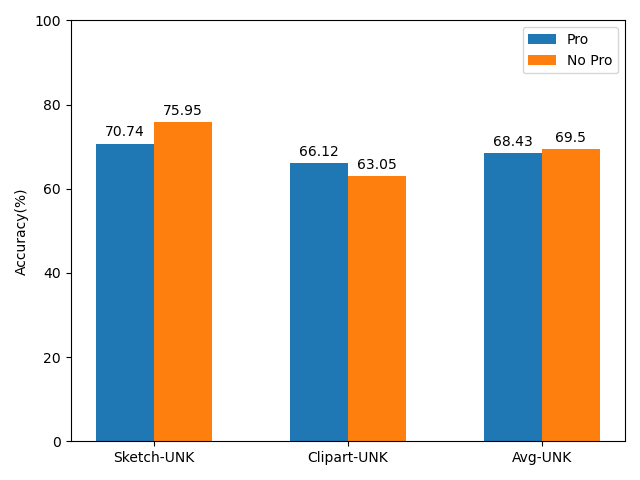 100
Pro
No Pro
80
75.95
70.74
66.12
63.05
68.43
69.5
60
Accuracy(%)
40
20
0
Sketch-UNK
Clipart-UNK
Avg-UNK